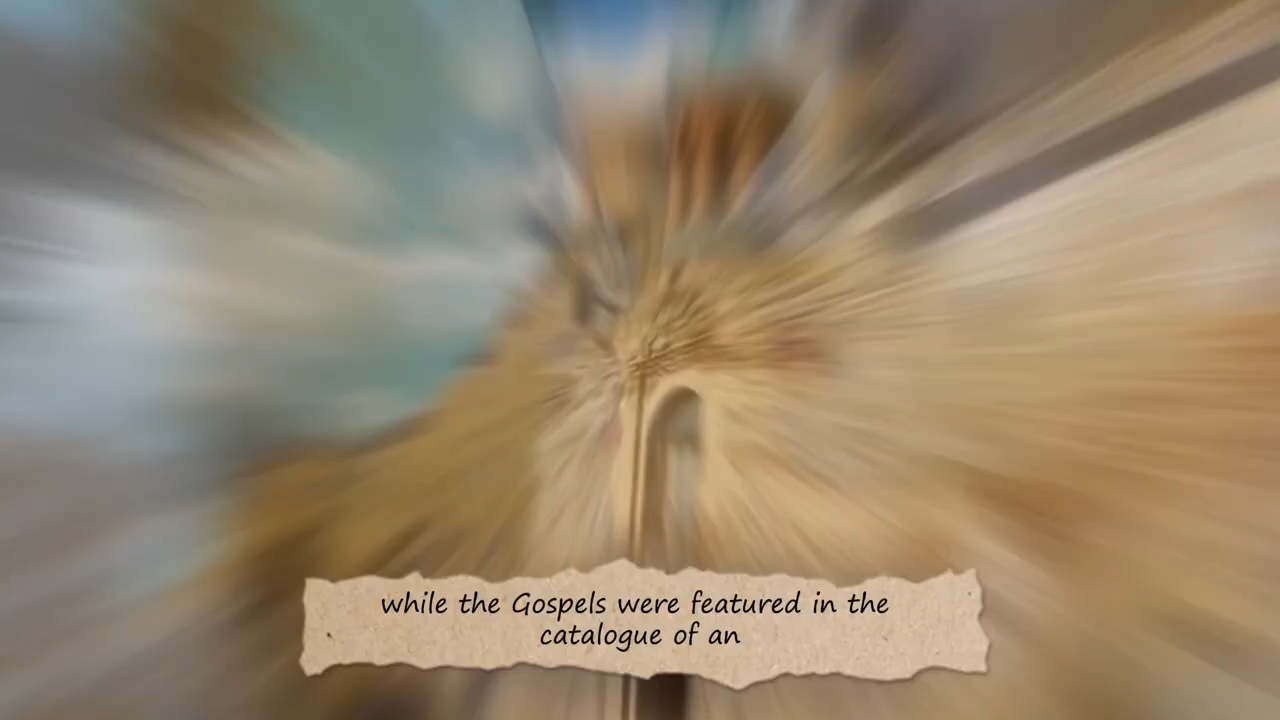 while the Gospels were featured in the
catalogue of an